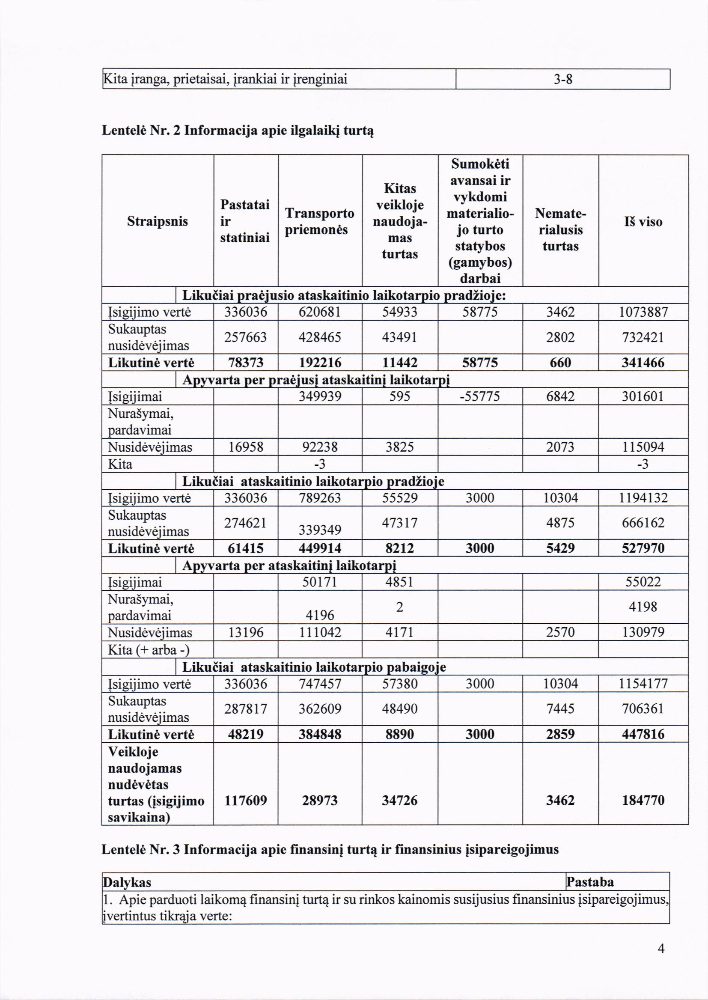 Kita įranga, prietaisai, įrankiai ir įrenginiai 3-8
Lentelė Nr. 2 Informacija apie ilgalaikį turtą
Straipsnis Pastatai ir statiniai Transporto priemonės Kitas veikloje naudoja- mas turtas Sumokėti avansai ir vykdomi materialio- jo turto statybos (gamybos) darbai Nemate- rialusis turtas Iš viso
Likučiai praėjusio ataskaitinio laikotarpio pradžioje:
Įsigijimo vertė 336036 620681 54933 58775 3462 1073887
Sukauptas nusidėvėjimas 257663 428465 43491 2802 732421
Likutinė vertė 78373 192216 11442 58775 660 341466
Apyvarta per praėjusį ataskaitinį laikotarpį
Įsigijimai 349939 595 -55775 6842 301601
Nurašymai, pardavimai
Nusidėvėjimas 16958 92238 3825 2073 115094
Kita -3 -3
Likučiai ataskaitinio laikotarpio pradžioje
Įsigijimo vertė 336036 789263 55529 3000 10304 1194132
Sukauptas nusidėvėjimas 274621 339349 47317 4875 666162
Likutinė vertė 61415 449914 8212 3000 5429 527970
Apyvarta per ataskaitinį laikotarpį
Įsigijimai 50171 4851 55022
Nurašymai, pardavimai 4196 2 4198
Nusidėvėjimas 13196 111042 4171 2570 130979
Kita (+ arba -)
Likučiai ataskaitinio laikotarpio pabaigoje
Įsigijimo vertė 336036 747457 57380 3000 10304 1154177
Sukauptas nusidėvėjimas 287817 362609 48490 7445 706361
Likutinė vertė 48219 384848 8890 3000 2859 447816
Veikloje naudojamas nudėvėtas turtas (įsigijimo savikaina) 117609 28973 34726 3462 184770
Lentelė Nr. 3 Informacija apie finansinį turtą ir finansinius įsipareigojimus
Dalykas Pastaba
1. Apie parduoti laikomą finansinį turtą ir su rinkos kainomis susijusius finansinius įsipareigojimus,
įvertintus tikrąja verte:
4